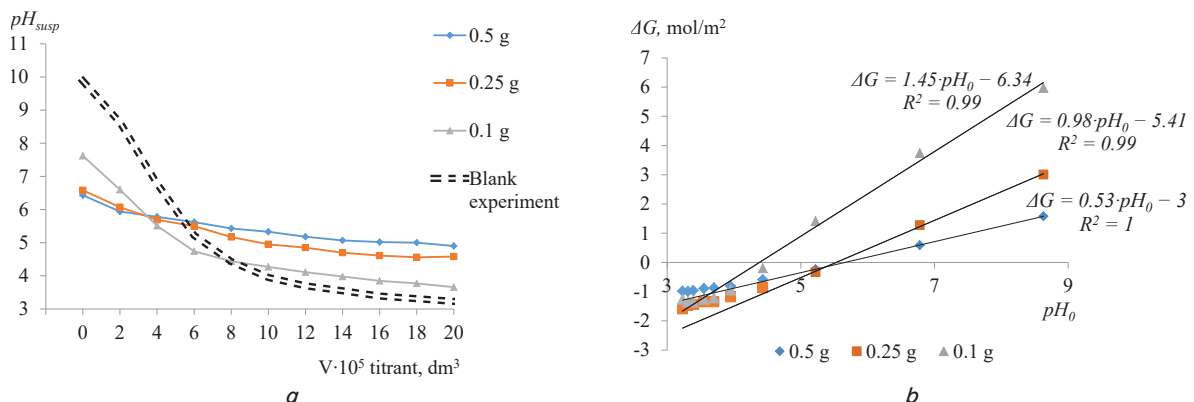 pHsusp
11
10
9
8
7
6
5
4
3
0 2 4 6 8 10 12 14 16 18 20
V·10⁵ titrant, dm³
0.5 g
0.25 g
0.1 g
Blank
experiment
a
ΔG, mol/m²
7
6
5
4
3
2
1
0
-1
-2
-3
3 5 7 9
pH₀
ΔG = 1.45·pH₀ − 6.34
R² = 0.99
ΔG = 0.98·pH₀ − 5.41
R² = 0.99
ΔG = 0.53·pH₀ − 3
R² = 1
0.5 g 0.25 g 0.1 g
b